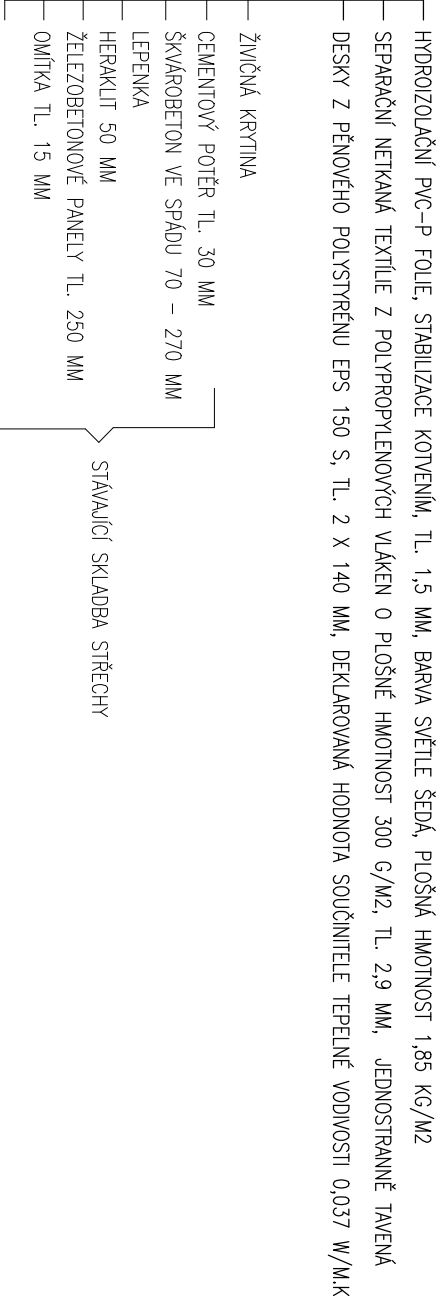 HYDROIZOLAČNÍ PVC-P FOLIE, STABILIZACE KOTVENÍM, TL. 1,5 MM, BARVA SVĚTLE ŠEDÁ, PLOŠNÁ HMOTNOST 1,85 KG/M2
SEPARAČNÍ NETKANÁ TEXTÍLIE Z POLYPROPYLENOVÝCH VLÁKEN O PLOŠNÉ HMOTNOST 300 G/M2, TL. 2,9 MM, JEDNOSTRANNĚ TAVENÁ
DESKY Z PĚNOVÉHO POLYSTYRÉNU EPS 150 S, TL. 2 X 140 MM, DEKLAROVANÁ HODNOTA SOUČINITELE TEPELNÉ VODIVOSTI 0,037 W/M.K
ŽIVIČNÁ KRYTINA
CEMENTOVÝ POTĚR TL. 30 MM
ŠKVÁROBETON VE SPÁDU 70 - 270 MM
LEPENKA
HERAKLIT 50 MM
ŽELEZOBETONOVÉ PANELY TL. 250 MM
OMÍTKA TL. 15 MM
STÁVAJÍCÍ SKLADBA STŘECHY